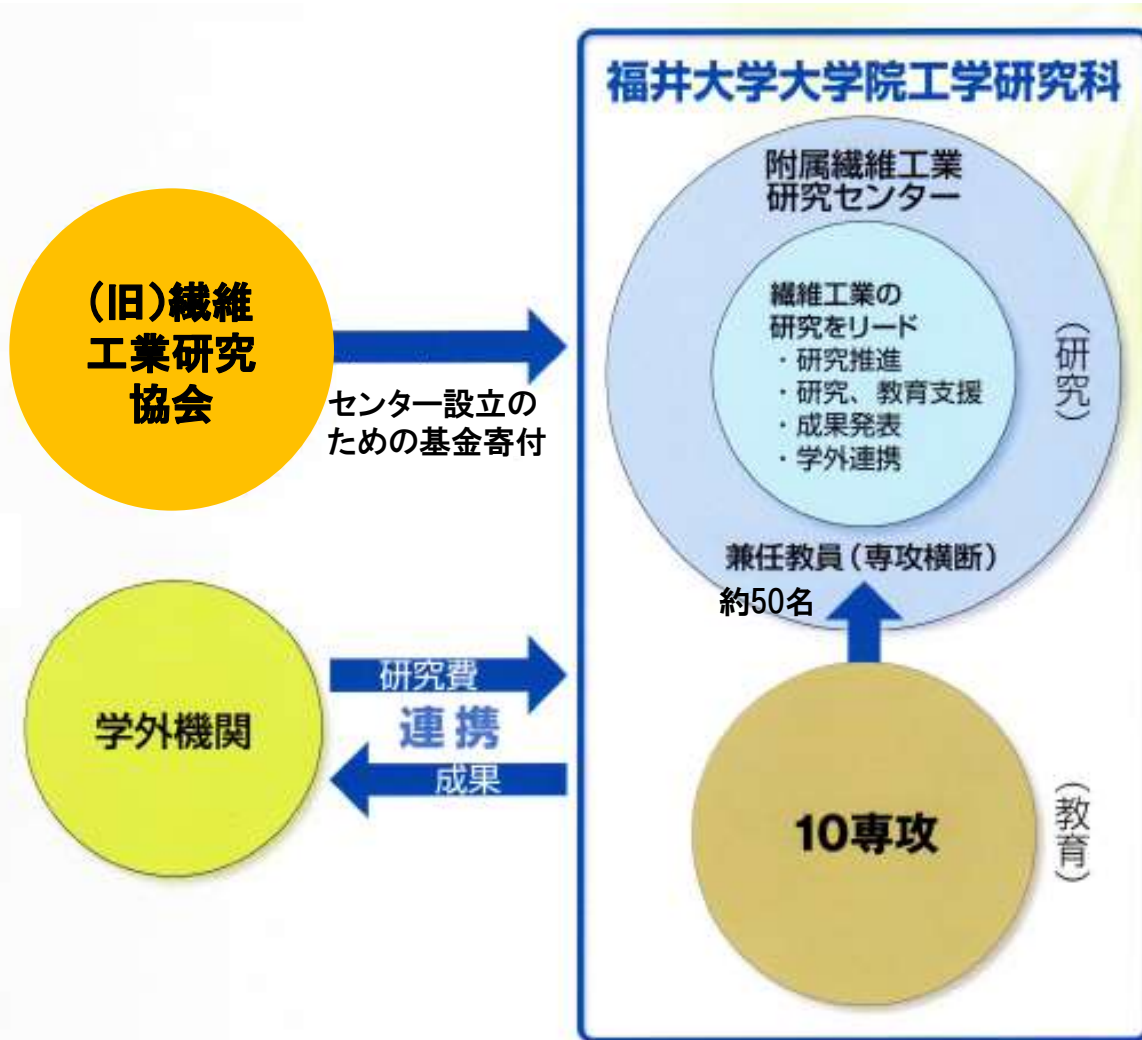 福井大学大学院工学研究科
附属繊維工業
研究センター
繊維工業の
研究をリード
・研究推進
・研究、教育支援
・成果発表
・学外連携
（研究）
兼任教員（専攻横断）
約50名
（旧）繊維
工業研究
協会
センター設立の
ための基金寄付
学外機関
研究費
連携
成果
10専攻
（教育）